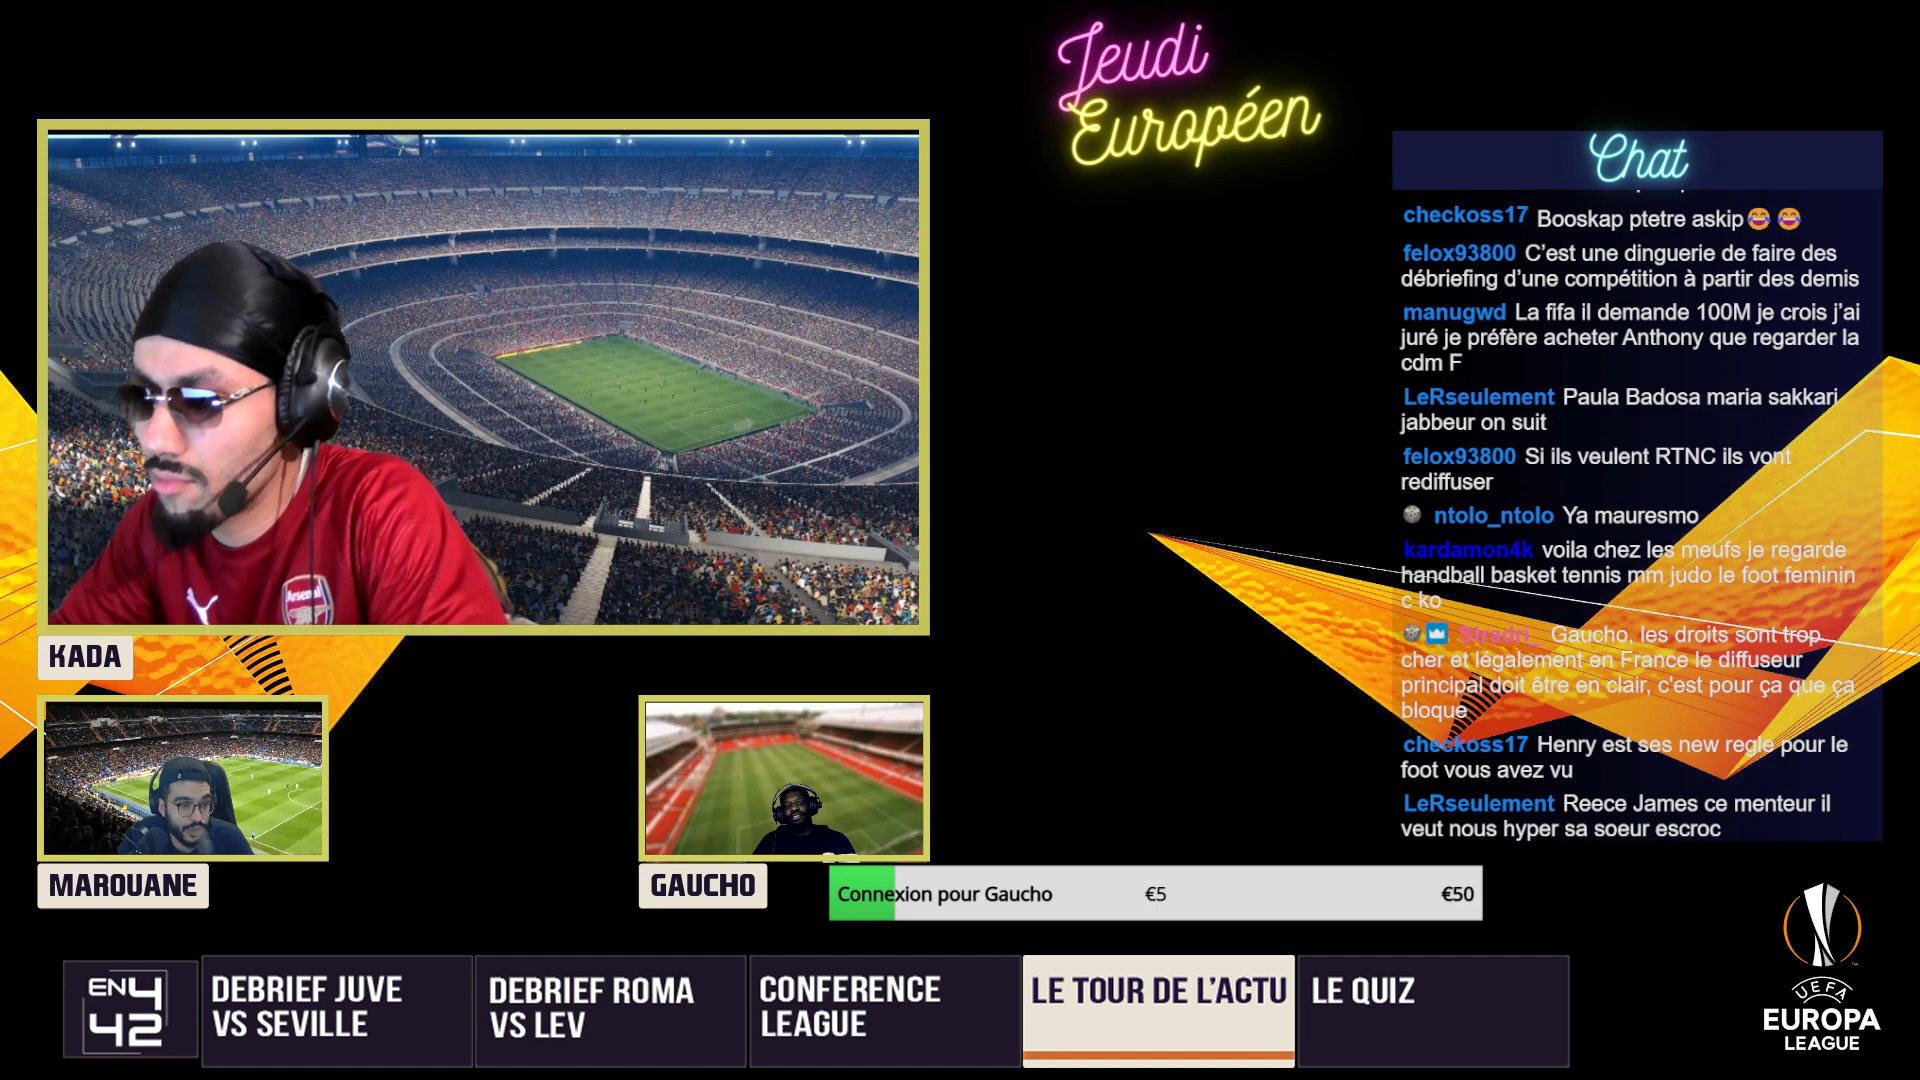 Jeudi
Européen
Chat
checkoss17 Booskap ptetre askip😂 😂
felox93800 C'est une dinguerie de faire des
débriefing d'une compétition à partir des demis
manugwd La fifa il demande 100M je crois j'ai
juré je préfère acheter Anthony que regarder la
cdm F
LeRseulement Paula Badosa maria sakkari
jabbeur on suit
felox93800 Si ils veulent RTNC ils vont
rediffuser
ntolo_ntolo Ya mauresmo
kardamon4k voila chez les meufs je regarde
handball basket tennis mm judo le foot feminin
c ko
Stradri_ Gaucho, les droits sont trop
cher et légalement en France le diffuseur
principal doit être en clair, c'est pour ça que ça
bloque
checkoss17 Henry est ses new regle pour le
foot vous avez vu
LeRseulement Reece James ce menteur il
veut nous hyper sa soeur escroc
Arsenal
KADA
MAROUANE
GAUCHO
Connexion pour Gaucho €5 €50
EN 4
42
DEBRIEF JUVE
VS SEVILLE
DEBRIEF ROMA
VS LEV
CONFERENCE
LEAGUE
LE TOUR DE L'ACTU
LE QUIZ
UEFA
EUROPA
LEAGUE